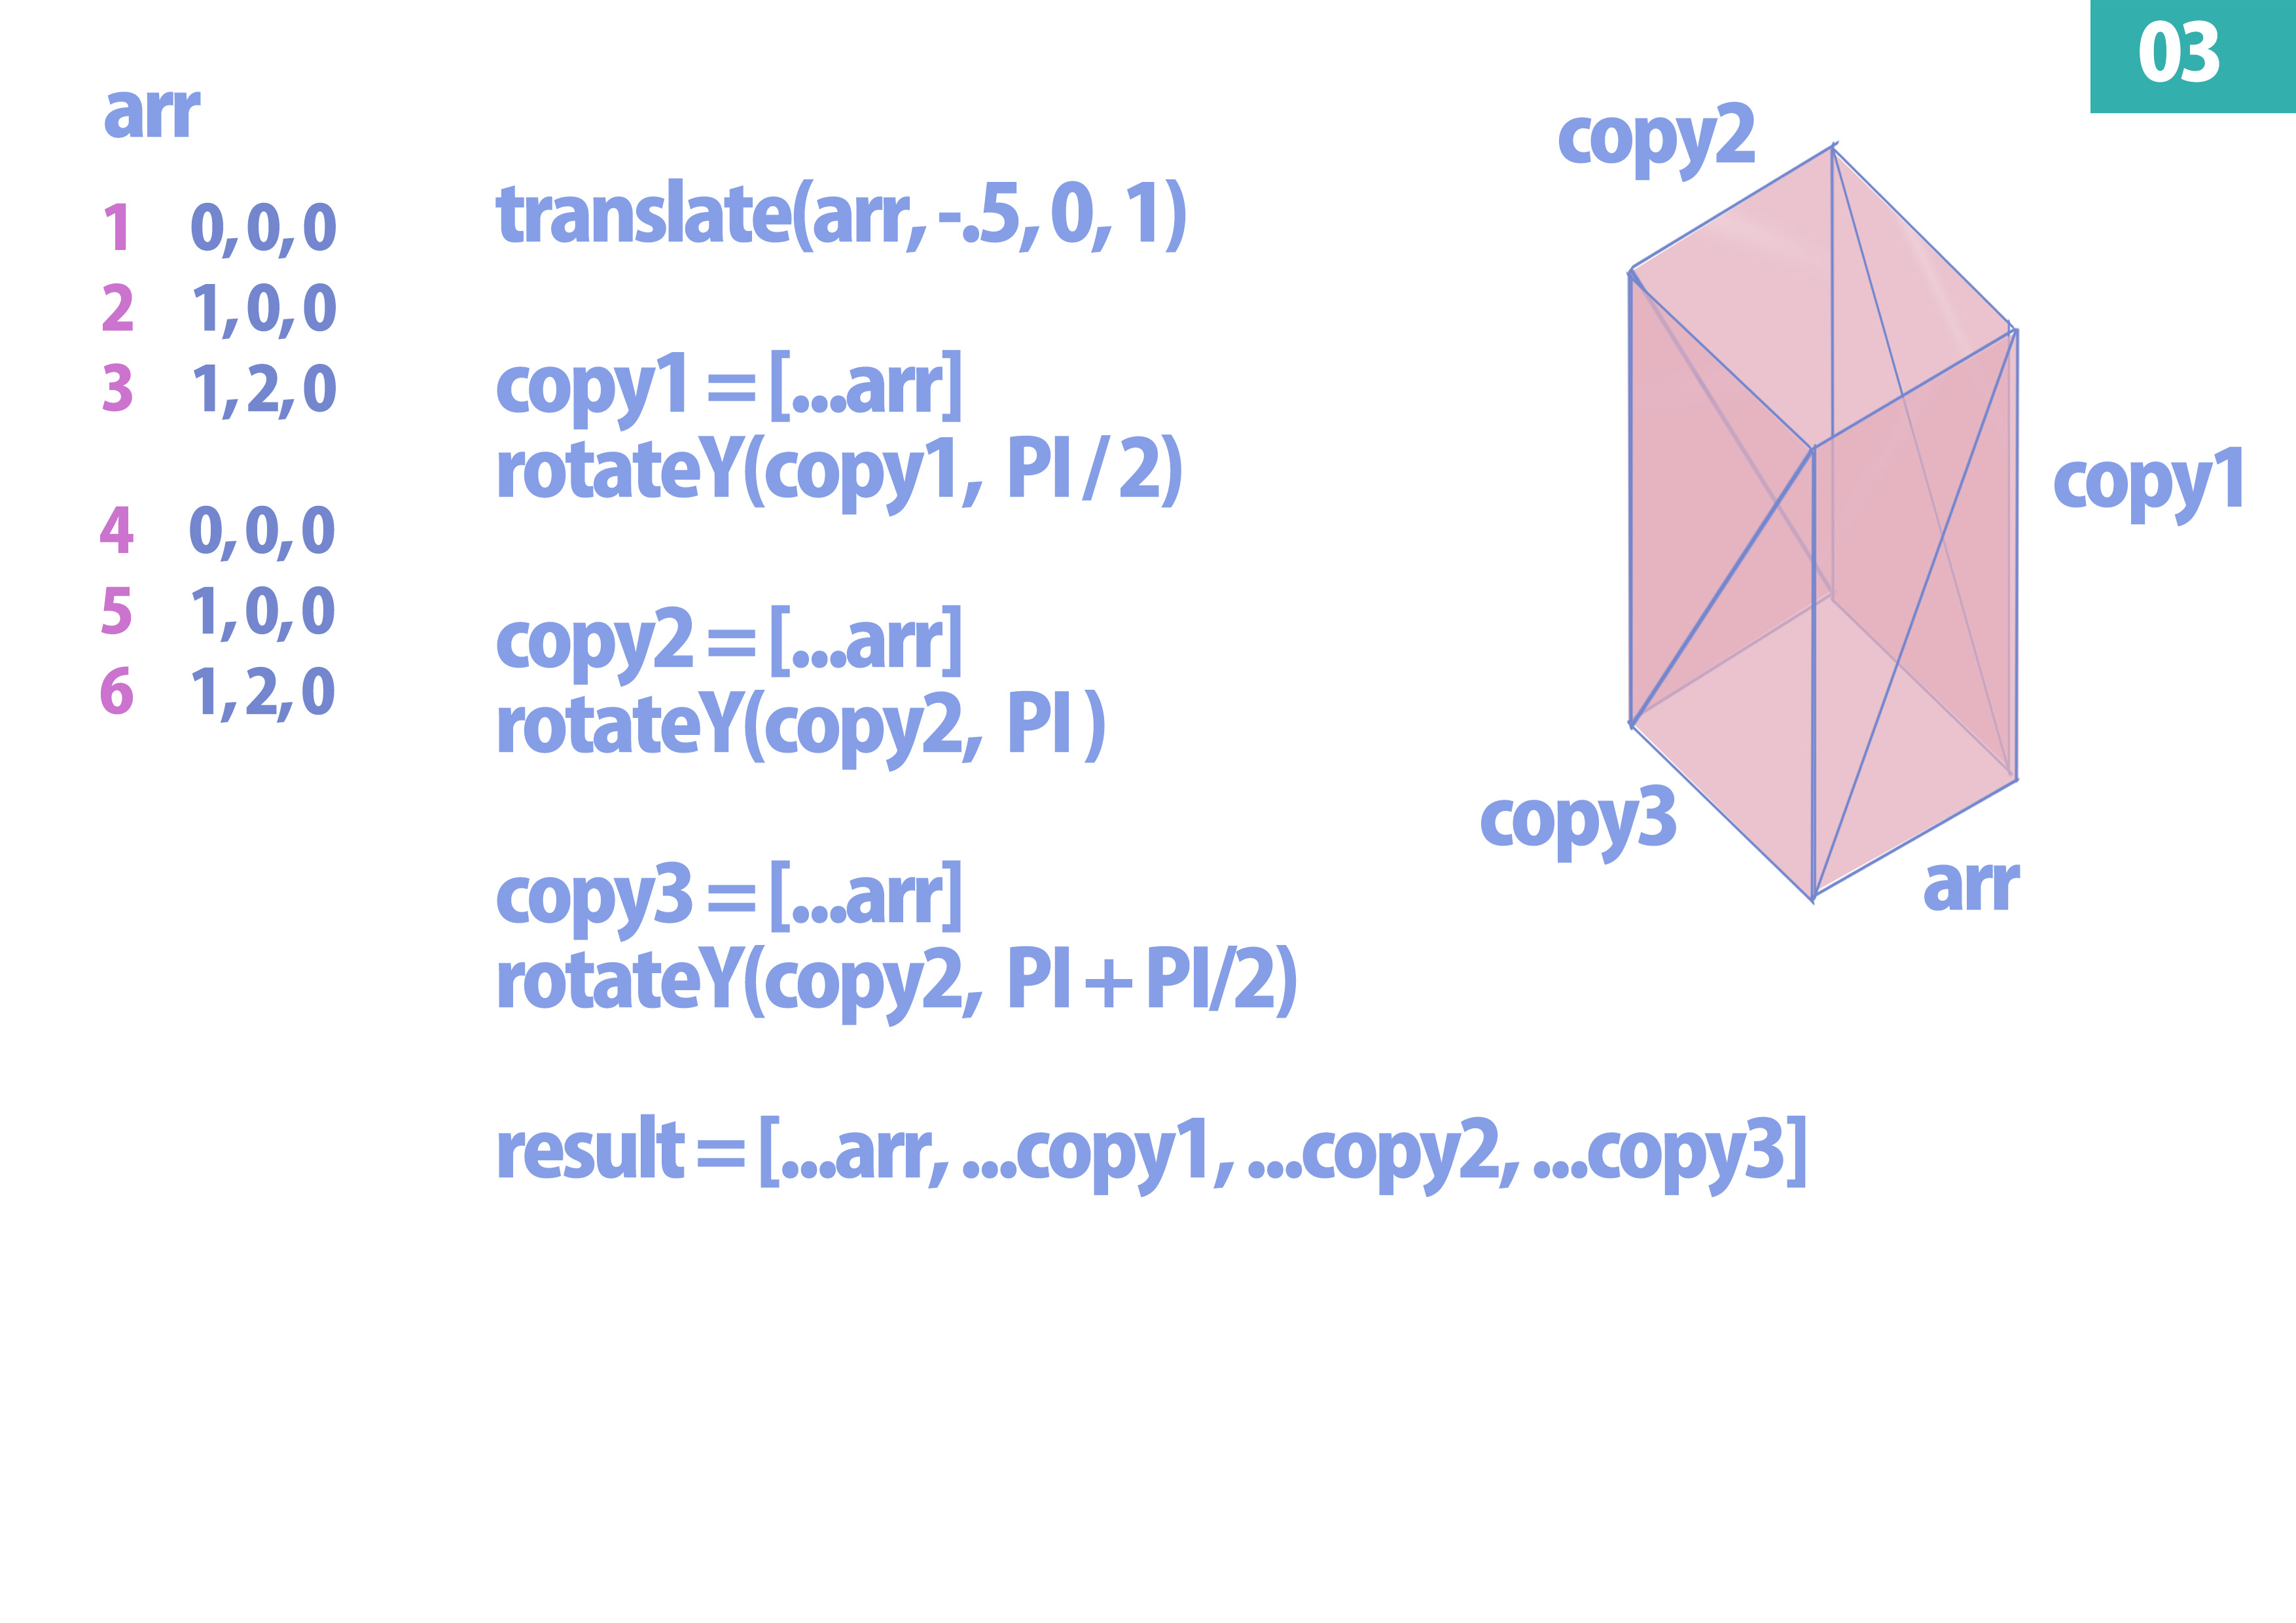 03
arr
1 0, 0, 0
2 1, 0, 0
3 1, 2, 0
4 0, 0, 0
5 1, 0, 0
6 1, 2, 0
translate(arr, -.5, 0, 1)
copy1 = [...arr]
rotateY(copy1, PI / 2)
copy2 = [...arr]
rotateY(copy2, PI )
copy3 = [...arr]
rotateY(copy2, PI + PI/2)
result = [...arr, ...copy1, ...copy2, ...copy3]
copy2
copy1
copy3
arr